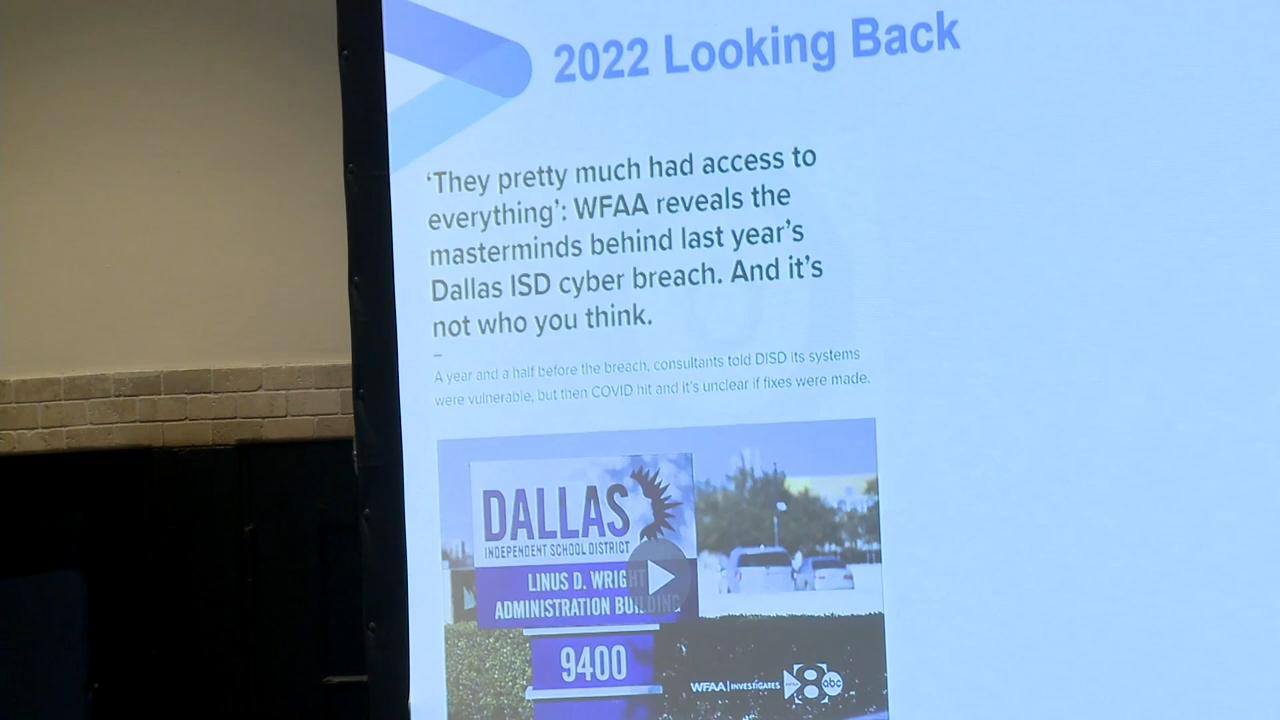 2022 Looking Back
‘They pretty much had access to
everything’: WFAA reveals the
masterminds behind last year’s
Dallas ISD cyber breach. And it’s
not who you think.
A year and a half before the breach, consultants told DISD its systems
were vulnerable, but then COVID hit and it’s unclear if fixes were made.
DALLAS
INDEPENDENT SCHOOL DISTRICT
LINUS D. WRIGHT
ADMINISTRATION BUILDING
9400
WFAA | INVESTIGATES 8 abc